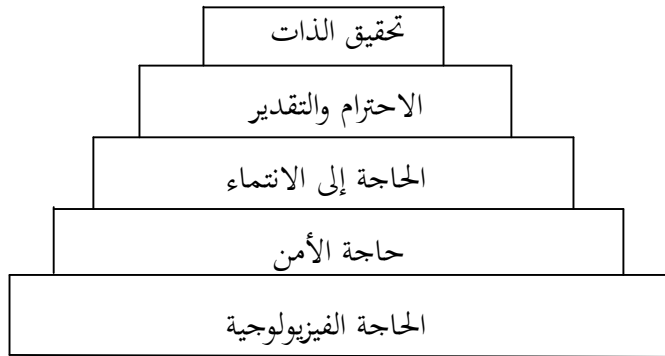 تحقيق الذات
الاحترام والتقدير
الحاجة إلى الانتماء
حاجة الأمن
الحاجة الفيزيولوجية